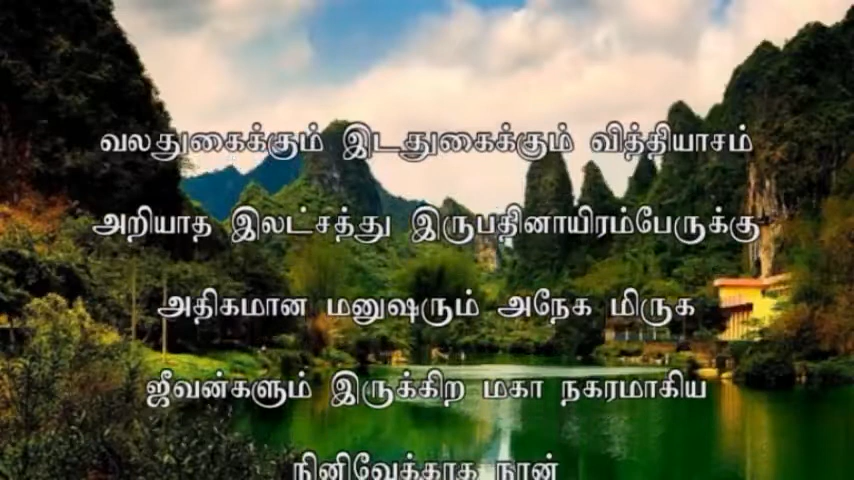 வலதுகைக்கும் இடதுகைக்கும் வித்தியாசம்
அறியாத இலட்சத்து இருபதினாயிரம்பேருக்கு
அதிகமான மனுஷரும் அநேக மிருக
ஜீவன்களும் இருக்கிற மகா நகரமாகிய
நினிவேக்காக நான்